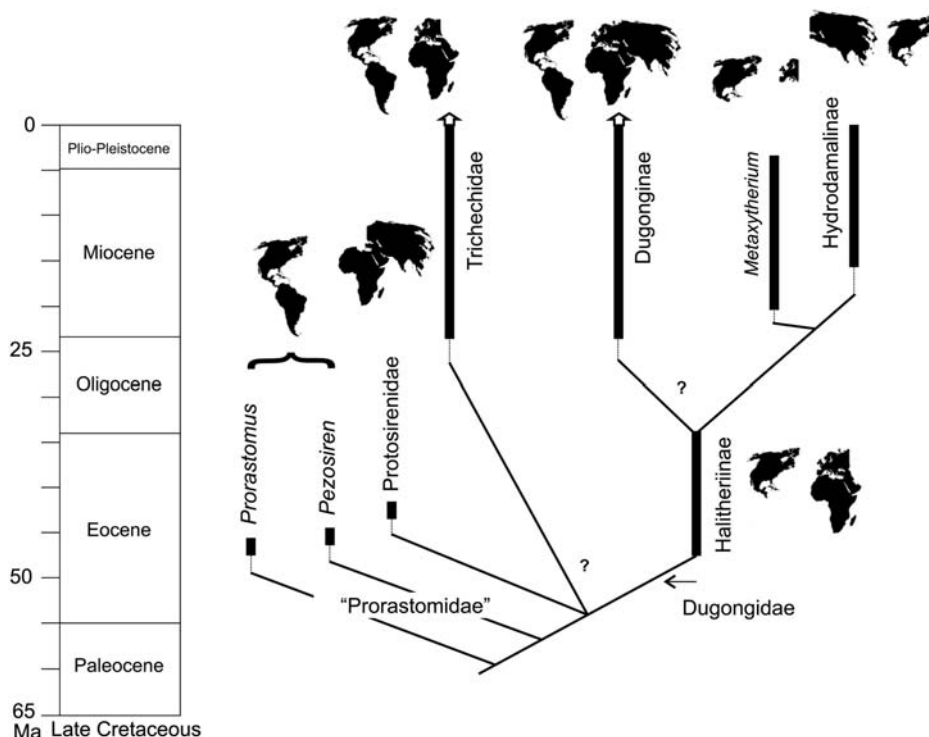 0
Plio-Pleistocene
Miocene
25
Oligocene
Eocene
50
Paleocene
65
Ma Late Cretaceous
Prorastomus
Pezosiren
Protosirenidae
Trichechidae
Dugonginae
Metaxytherium
Hydrodamalinae
?
Halitheriinae
?
“Prorastomidae”
Dugongidae